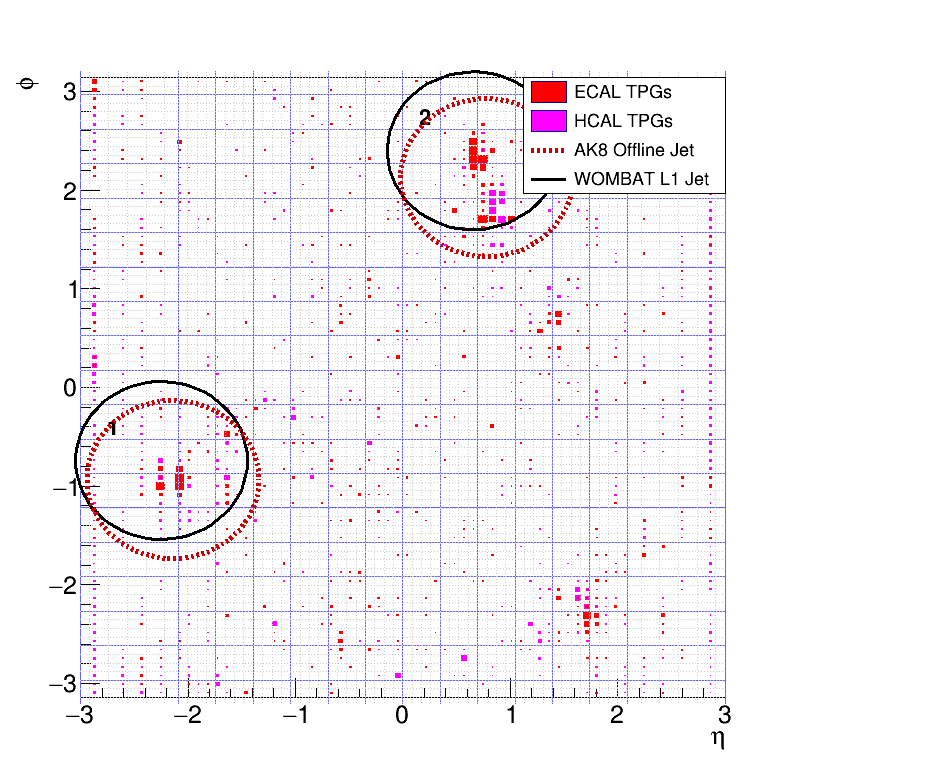 φ
3
2
1
0
−1
−2
−3
2
1
ECAL TPGs
HCAL TPGs
AK8 Offline Jet
WOMBAT L1 Jet
−3 −2 −1 0 1 2 3
η